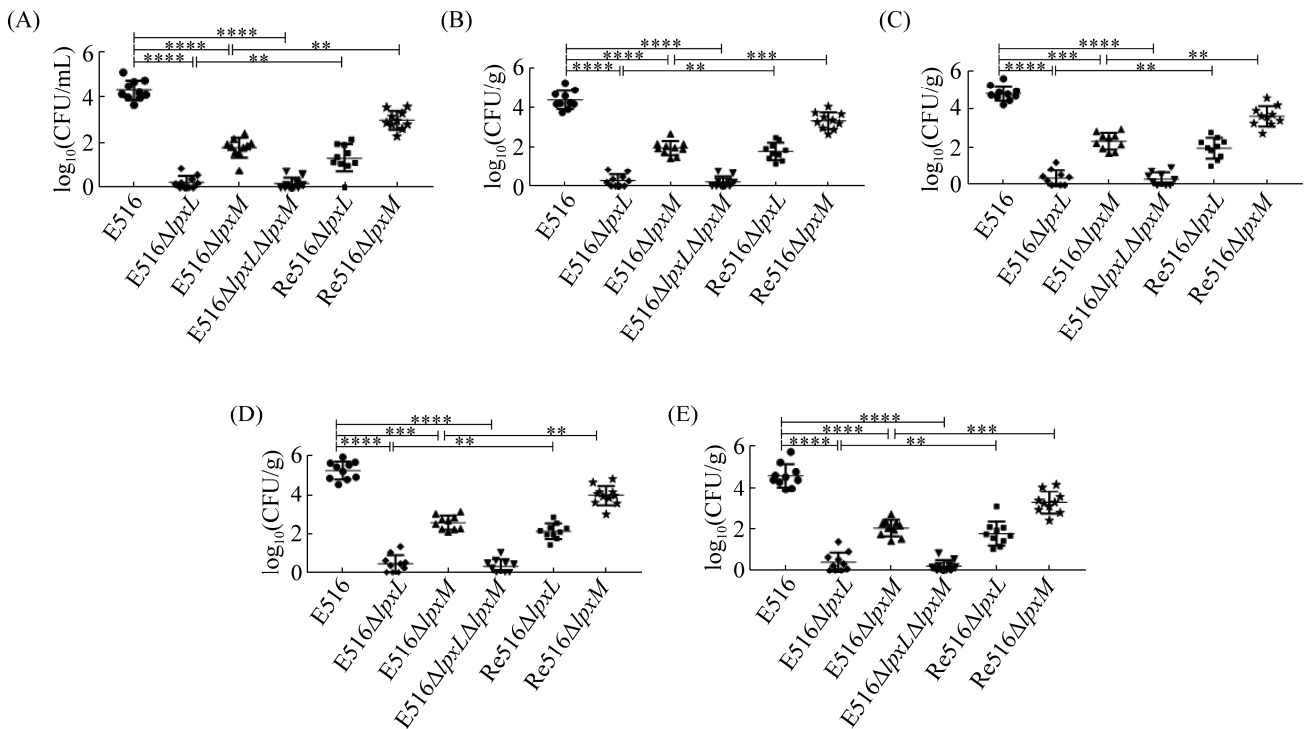 (A)
****
**** **
**** **
log₁₀(CFU/mL)
6
4
2
0
E516
E516ΔlpxL
E516ΔlpxM
E516ΔlpxLΔlpxM
Re516ΔlpxL
Re516ΔlpxM
(B)
****
**** ***
**** **
log₁₀(CFU/g)
6
4
2
0
E516
E516ΔlpxL
E516ΔlpxM
E516ΔlpxLΔlpxM
Re516ΔlpxL
Re516ΔlpxM
(C)
****
*** **
**** **
log₁₀(CFU/g)
6
4
2
0
E516
E516ΔlpxL
E516ΔlpxM
E516ΔlpxLΔlpxM
Re516ΔlpxL
Re516ΔlpxM
(D)
****
*** **
**** **
log₁₀(CFU/g)
6
4
2
0
E516
E516ΔlpxL
E516ΔlpxM
E516ΔlpxLΔlpxM
Re516ΔlpxL
Re516ΔlpxM
(E)
****
**** ***
**** **
log₁₀(CFU/g)
6
4
2
0
E516
E516ΔlpxL
E516ΔlpxM
E516ΔlpxLΔlpxM
Re516ΔlpxL
Re516ΔlpxM